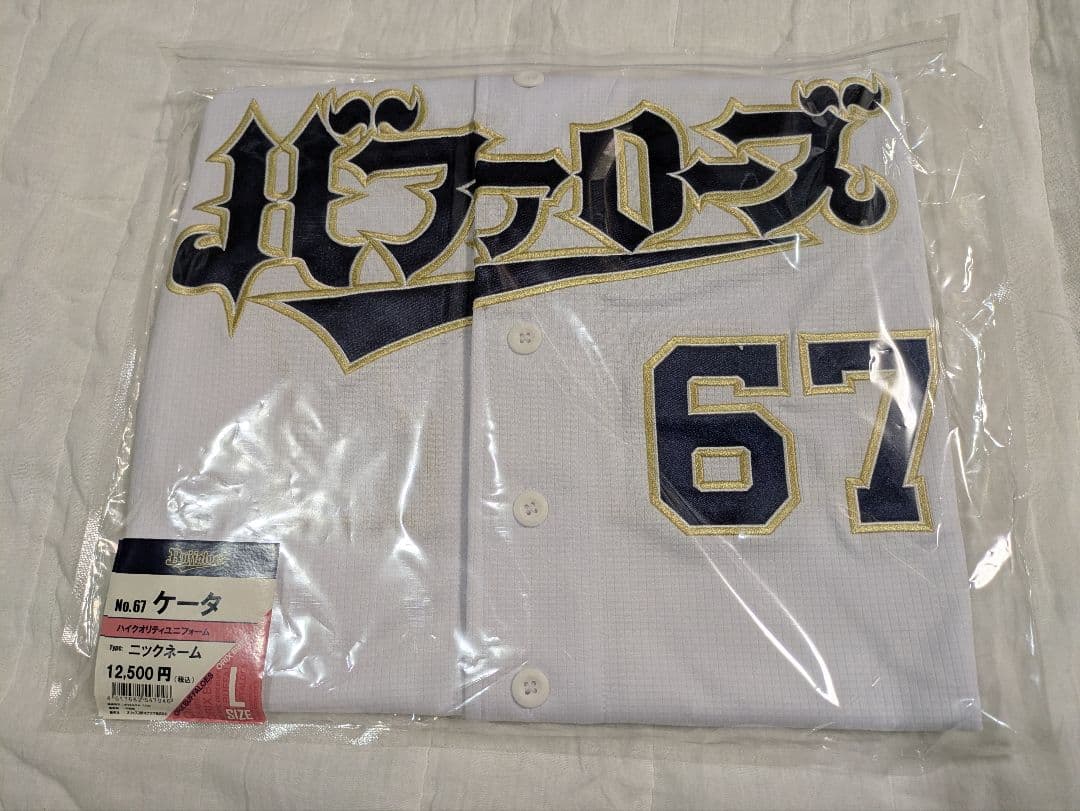 バファローズ
67
Buffaloes
No.67 ケータ
ハイクオリティユニフォーム
Type: ニックネーム
12,500円(税込)
L
SIZE